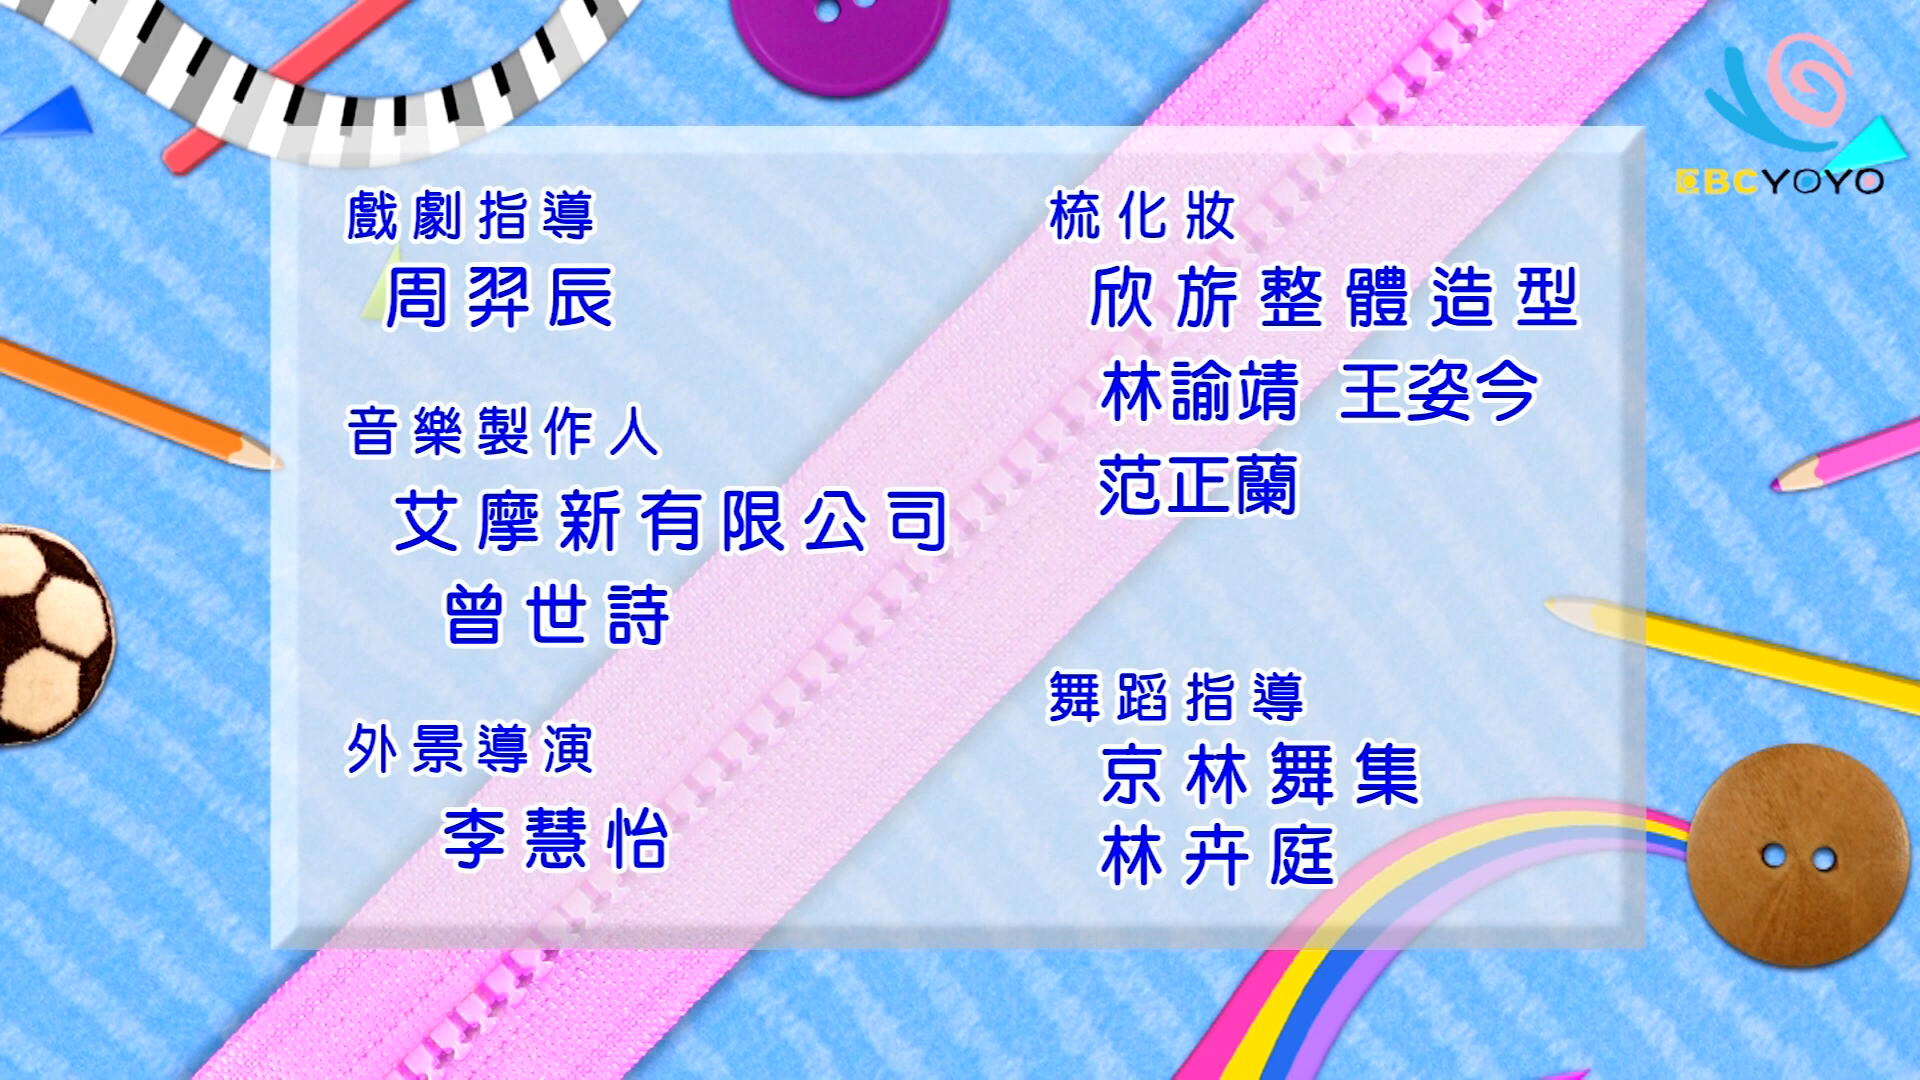 戲劇指導
周羿辰
音樂製作人
艾摩新有限公司
曾世詩
外景導演
李慧怡
梳化妝
欣旂整體造型
林諭靖 王姿今
范正蘭
舞蹈指導
京林舞集
林卉庭
EBCYOYO